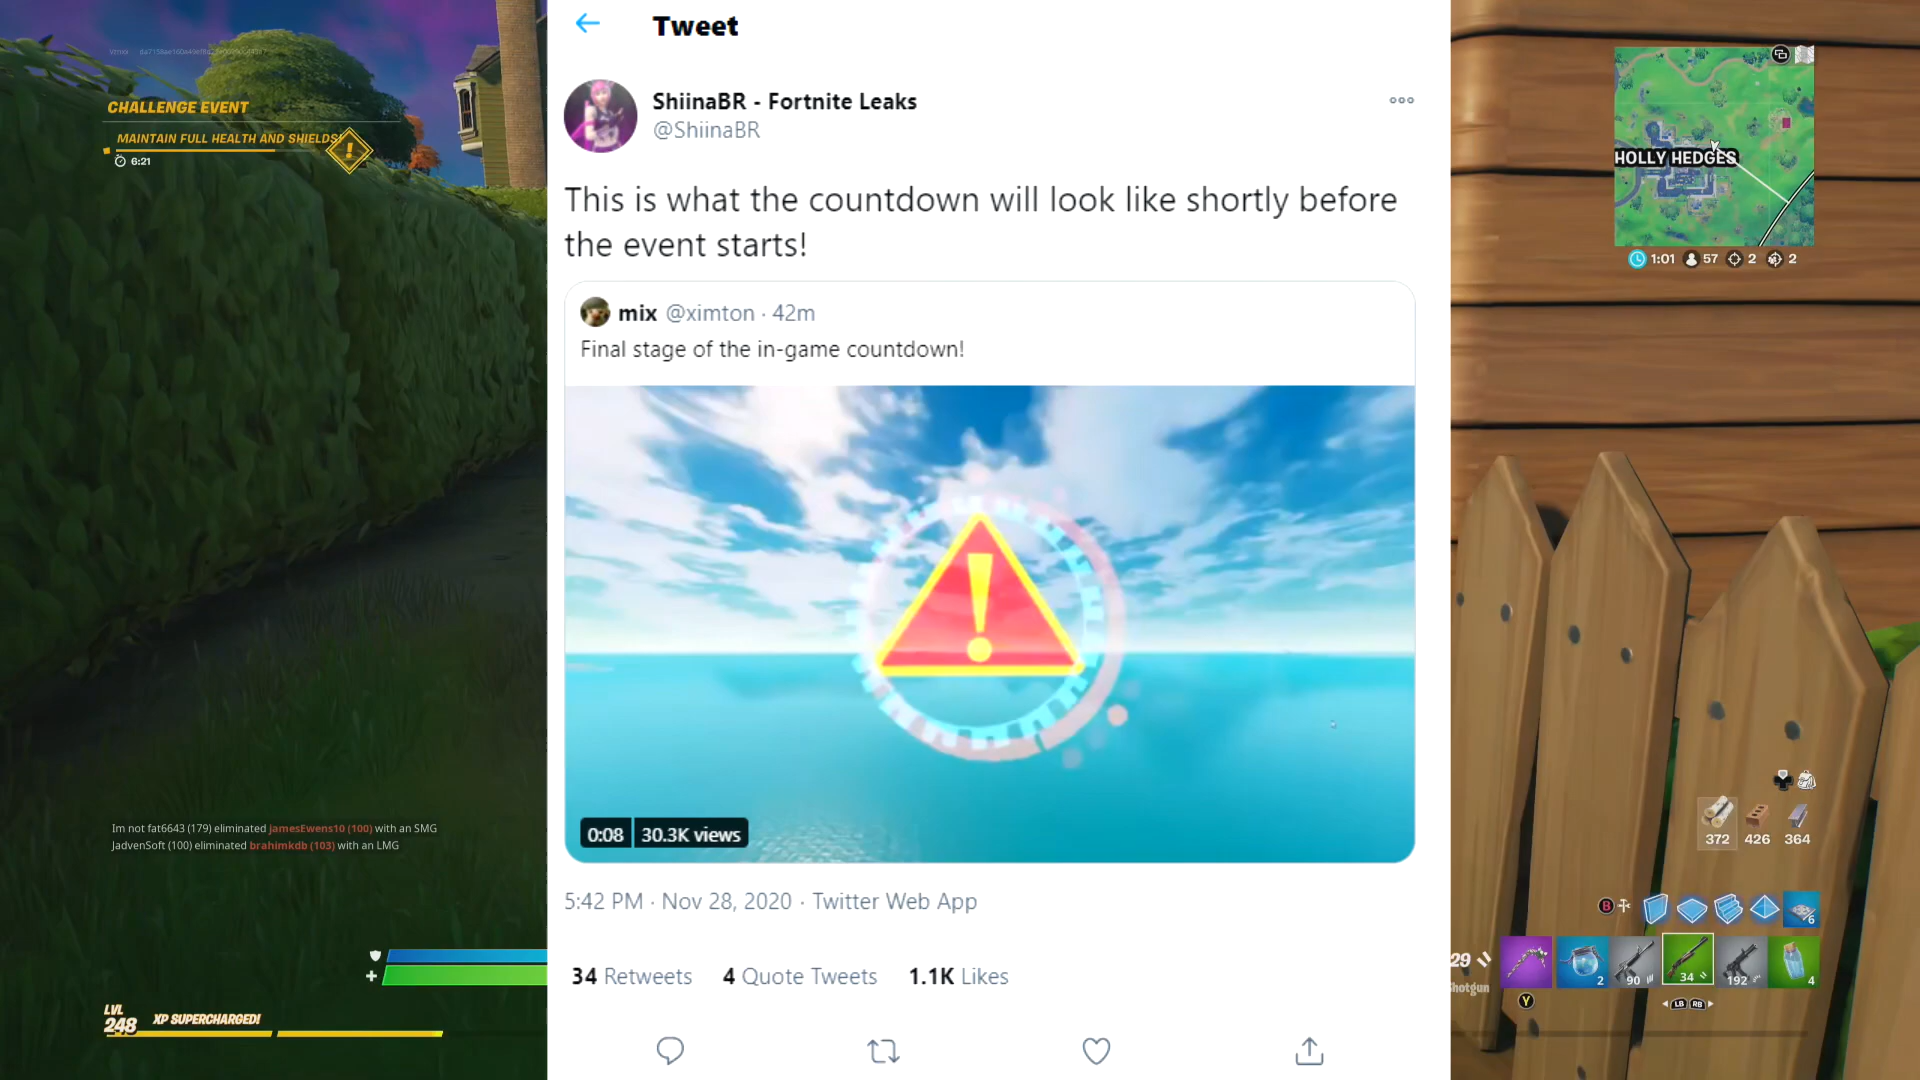 CHALLENGE EVENT
MAINTAIN FULL HEALTH AND SHIELDS!
6:21
Tweet
ShiinaBR - Fortnite Leaks
@ShiinaBR
This is what the countdown will look like shortly before
the event starts!
mix @ximton · 42m
Final stage of the in-game countdown!
0:08 30.3K views
5:42 PM · Nov 28, 2020 · Twitter Web App
34 Retweets 4 Quote Tweets 1.1K Likes
HOLLY HEDGES
1:01 57 2 2
Im not fat6643 (179) eliminated JamesEwens10 (100) with an SMG
JadvenSoft (100) eliminated brahimkdb (103) with an LMG
LVL
248
XP SUPERCHARGED!
372 426 364
B
6
29
hotgun
2 90 34 192 4
Y
LB RB